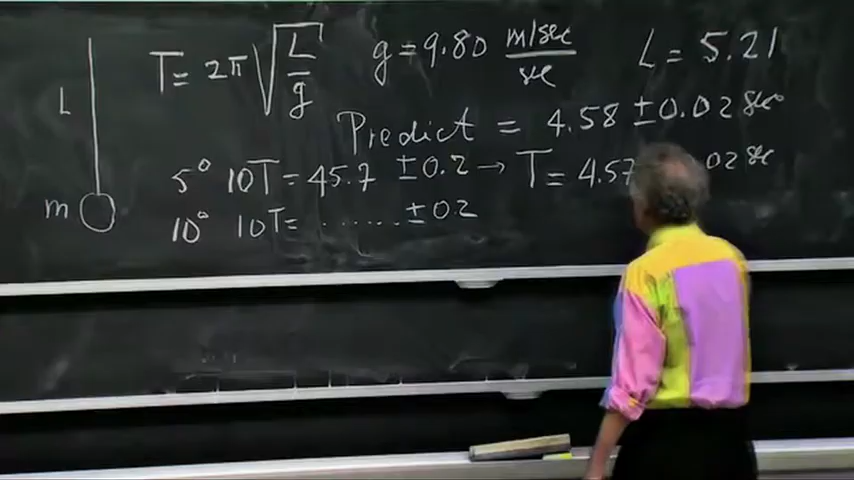 L
m
T = 2π √(L/g)   g = 9.80 m/sec / se   L = 5.21
Predict = 4.58 ± 0.02 sec
5° 10T = 45.7 ± 0.2 → T = 4.57 02 sec
10° 10T = ....... ± 0.2